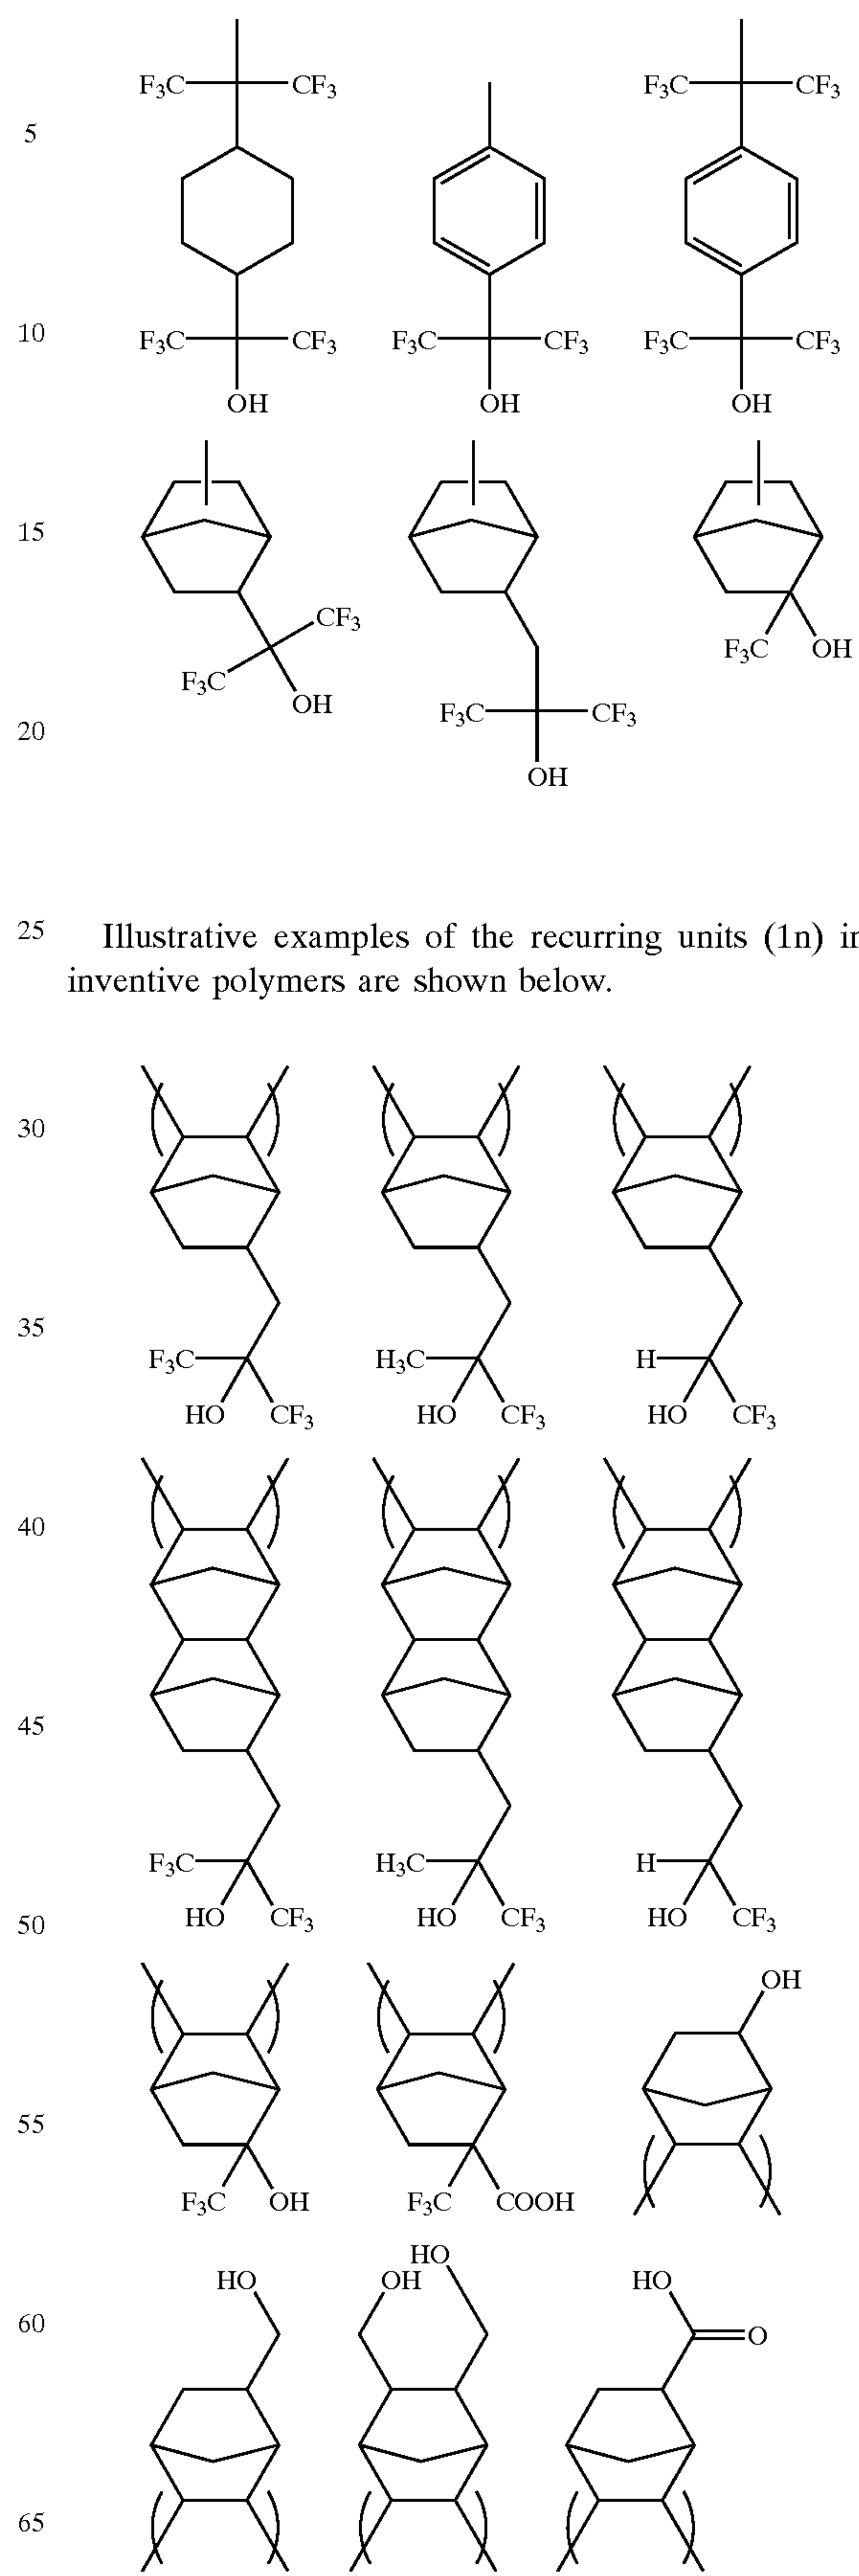 F₃C CF₃ F₃C CF₃
5
10
F₃C CF₃ F₃C CF₃ F₃C CF₃
OH OH OH
15
CF₃
F₃C OH
F₃C
OH
F₃C CF₃
20
OH
25
Illustrative examples of the recurring units (1n) in
inventive polymers are shown below.
30
35
F₃C H₃C H
HO CF₃ HO CF₃ HO CF₃
40
45
F₃C H₃C H
HO CF₃ HO CF₃ HO CF₃
50
OH
55
F₃C OH F₃C COOH
HO
HO OH HO
60
O
65